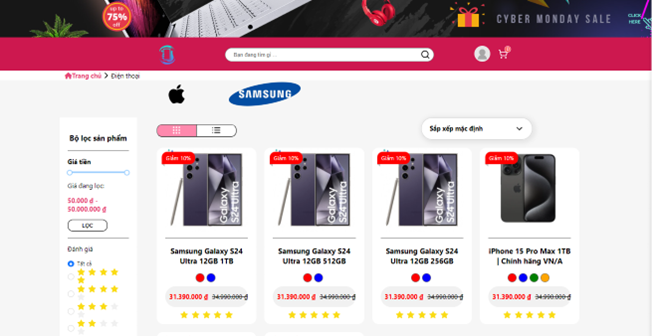 up to
75%
off
CYBER MONDAY SALE
CLICK
HERE
Bạn đang tìm gì ...
Trang chủ > Điện thoại
SAMSUNG
Bộ lọc sản phẩm
Giá tiền
Giá đang lọc:
50.000 đ -
50.000.000 đ
LỌC
Đánh giá
Tất cả
Sắp xếp mặc định
Giảm 10%
Galaxy
S24 Ultra
Samsung Galaxy S24
Ultra 12GB 1TB
31.390.000 ₫ 34.990.000 ₫
Giảm 10%
Galaxy
S24 Ultra
Samsung Galaxy S24
Ultra 12GB 512GB
31.390.000 ₫ 34.990.000 ₫
Giảm 10%
Galaxy
S24 Ultra
Samsung Galaxy S24
Ultra 12GB 256GB
31.390.000 ₫ 34.990.000 ₫
Giảm 10%
iPhone 15 Pro Max 1TB
| Chính hãng VN/A
31.390.000 ₫ 34.990.000 ₫